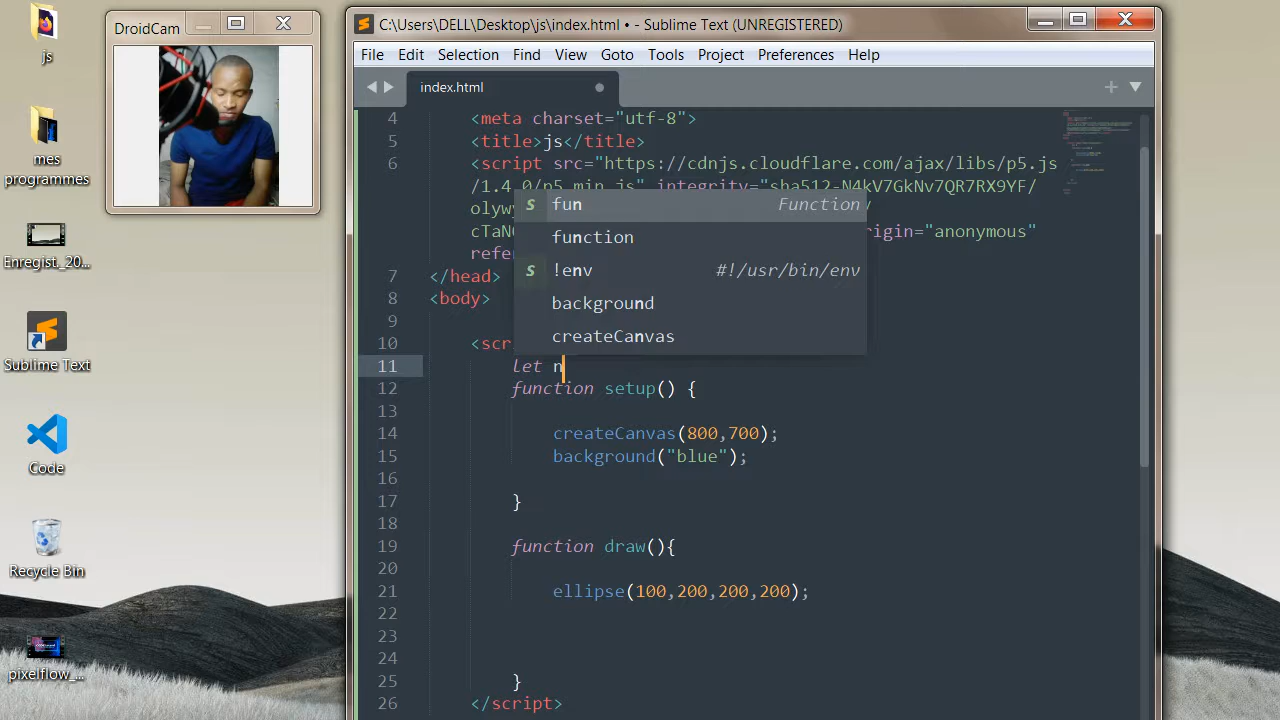 js
mes
programmes
Enregist._20...
Sublime Text
Code
Recycle Bin
pixelflow_...
DroidCam
C:\Users\DELL\Desktop\js\index.html • - Sublime Text (UNREGISTERED)
File Edit Selection Find View Goto Tools Project Preferences Help
index.html
4 <meta charset="utf-8">
5 <title>js</title>
6 <script src="https://cdnjs.cloudflare.com/ajax/libs/p5.js
/1.4.0/p5.min.js" integrity="sha512-N4kV7GkNv7QR7RX9YF/
olywy
cTaN
rigin="anonymous"
refe
fun Function
function
!env #!/usr/bin/env
background
createCanvas
7 </head>
8 <body>
9
10 <scr
11 let n
12 function setup() {
13
14 createCanvas(800,700);
15 background("blue");
16
17 }
18
19 function draw(){
20
21 ellipse(100,200,200,200);
22
23
24
25 }
26 </script>